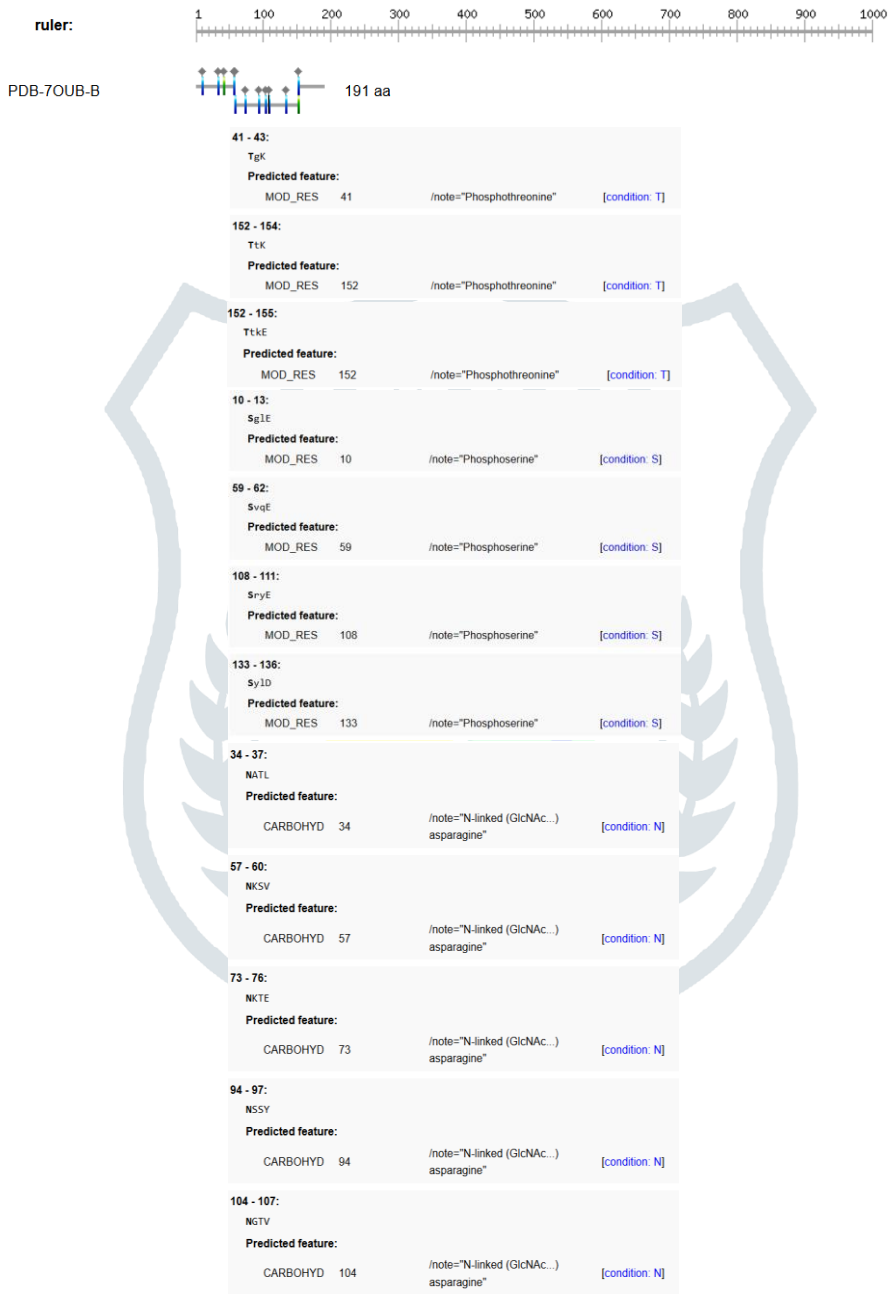 1 100 200 300 400 500 600 700 800 900 1000
ruler:
PDB-7OUB-B 191 aa
41 - 43:
TgK
Predicted feature:
MOD_RES 41 /note="Phosphothreonine" [condition: T]
152 - 154:
TtK
Predicted feature:
MOD_RES 152 /note="Phosphothreonine" [condition: T]
152 - 155:
TtkE
Predicted feature:
MOD_RES 152 /note="Phosphothreonine" [condition: T]
10 - 13:
SglE
Predicted feature:
MOD_RES 10 /note="Phosphoserine" [condition: S]
59 - 62:
SvqE
Predicted feature:
MOD_RES 59 /note="Phosphoserine" [condition: S]
108 - 111:
SryE
Predicted feature:
MOD_RES 108 /note="Phosphoserine" [condition: S]
133 - 136:
SylD
Predicted feature:
MOD_RES 133 /note="Phosphoserine" [condition: S]
34 - 37:
NATL
Predicted feature:
CARBOHYD 34 /note="N-linked (GlcNAc...) [condition: N]
asparagine"
57 - 60:
NKSV
Predicted feature:
CARBOHYD 57 /note="N-linked (GlcNAc...) [condition: N]
asparagine"
73 - 76:
NKTE
Predicted feature:
CARBOHYD 73 /note="N-linked (GlcNAc...) [condition: N]
asparagine"
94 - 97:
NSSY
Predicted feature:
CARBOHYD 94 /note="N-linked (GlcNAc...) [condition: N]
asparagine"
104 - 107:
NGTV
Predicted feature:
CARBOHYD 104 /note="N-linked (GlcNAc...) [condition: N]
asparagine"